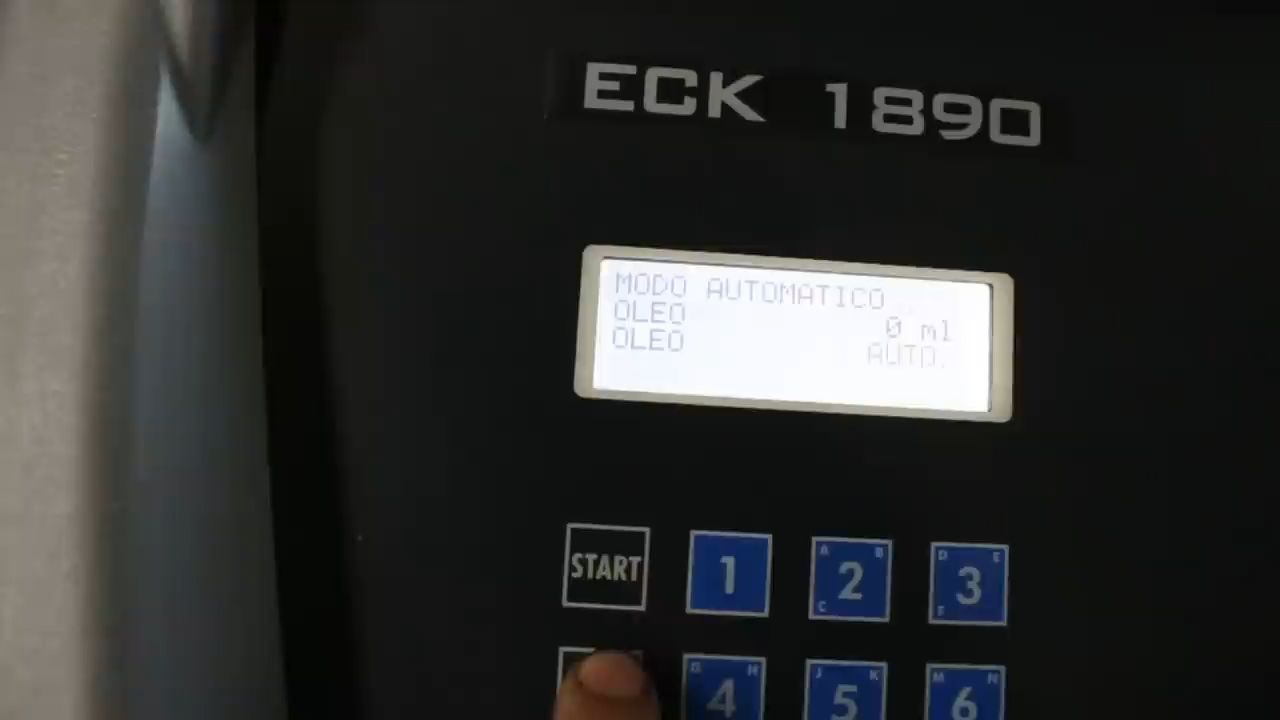 ECK 1890
MODO AUTOMATICO
OLEO 0 ml
OLEO AUTO.
START 1 A B 2 C D E 3 F
G H 4 J K 5 M N 6